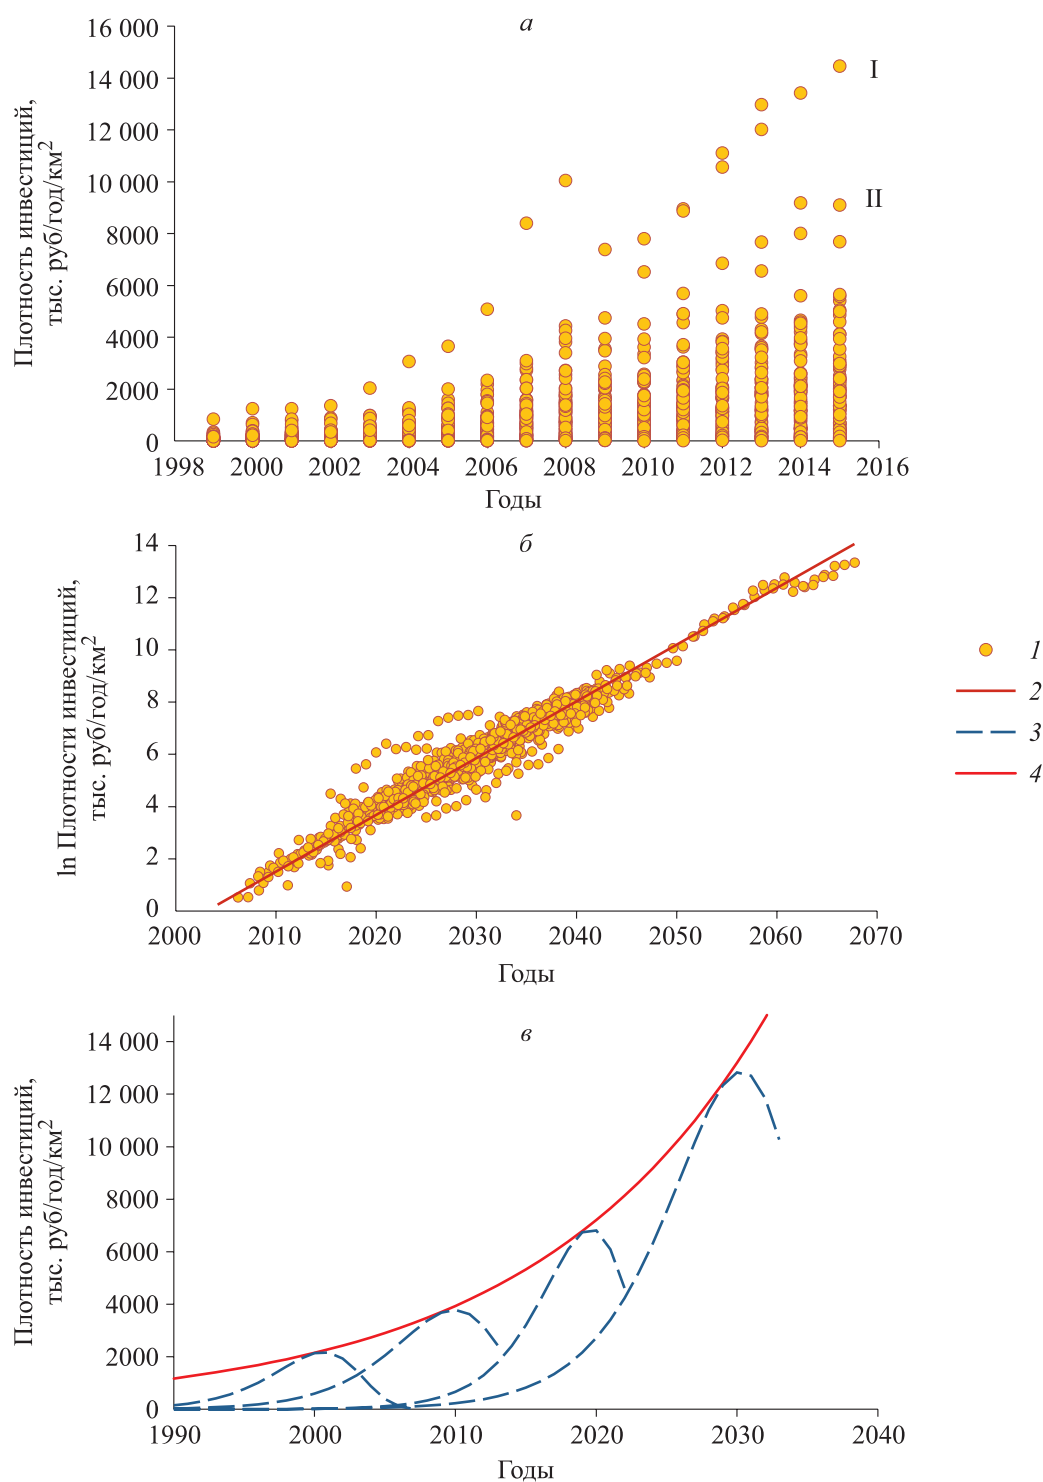 а
16 000
14 000
12 000
10 000
8000
6000
4000
2000
0
Плотность инвестиций,
тыс. руб/год/км²
I
II
1998 2000 2002 2004 2006 2008 2010 2012 2014 2016
Годы
б
14
12
10
8
6
4
2
0
ln Плотности инвестиций,
тыс. руб/год/км²
2000 2010 2020 2030 2040 2050 2060 2070
Годы
1
2
3
4
в
14 000
12 000
10 000
8000
6000
4000
2000
0
Плотность инвестиций,
тыс. руб/год/км²
1990 2000 2010 2020 2030 2040
Годы